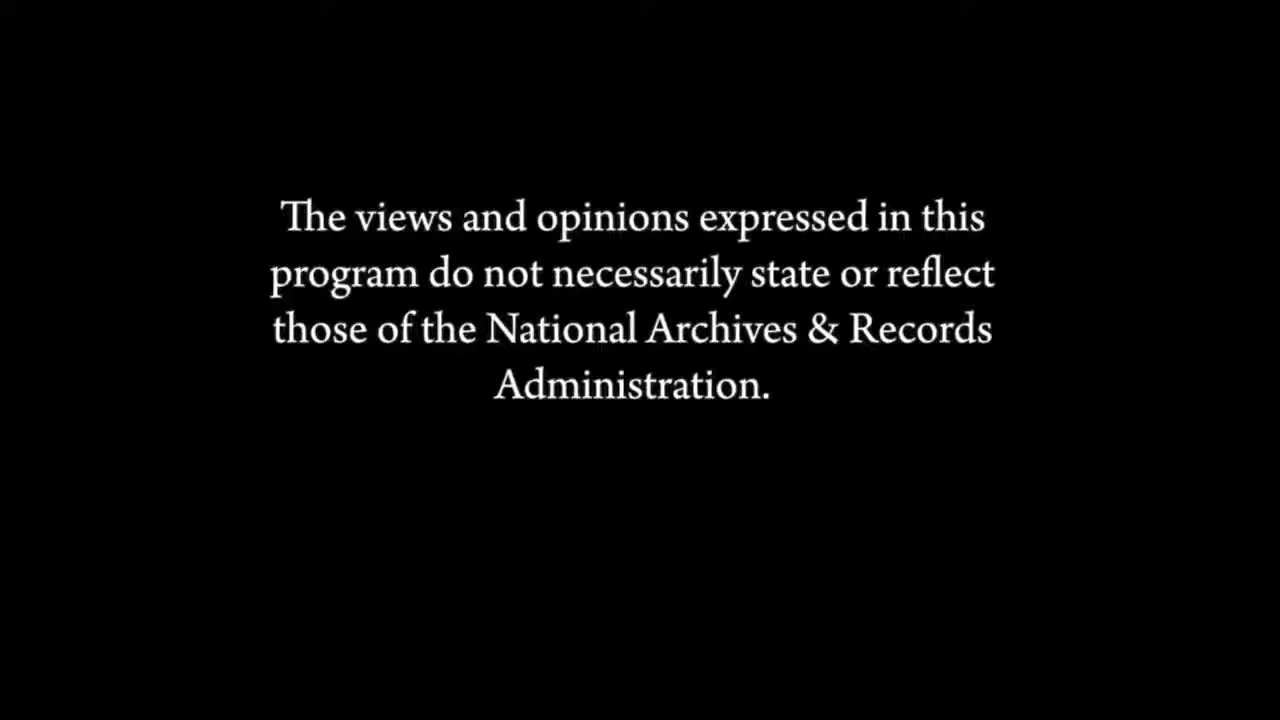 The views and opinions expressed in this
program do not necessarily state or reflect
those of the National Archives & Records
Administration.